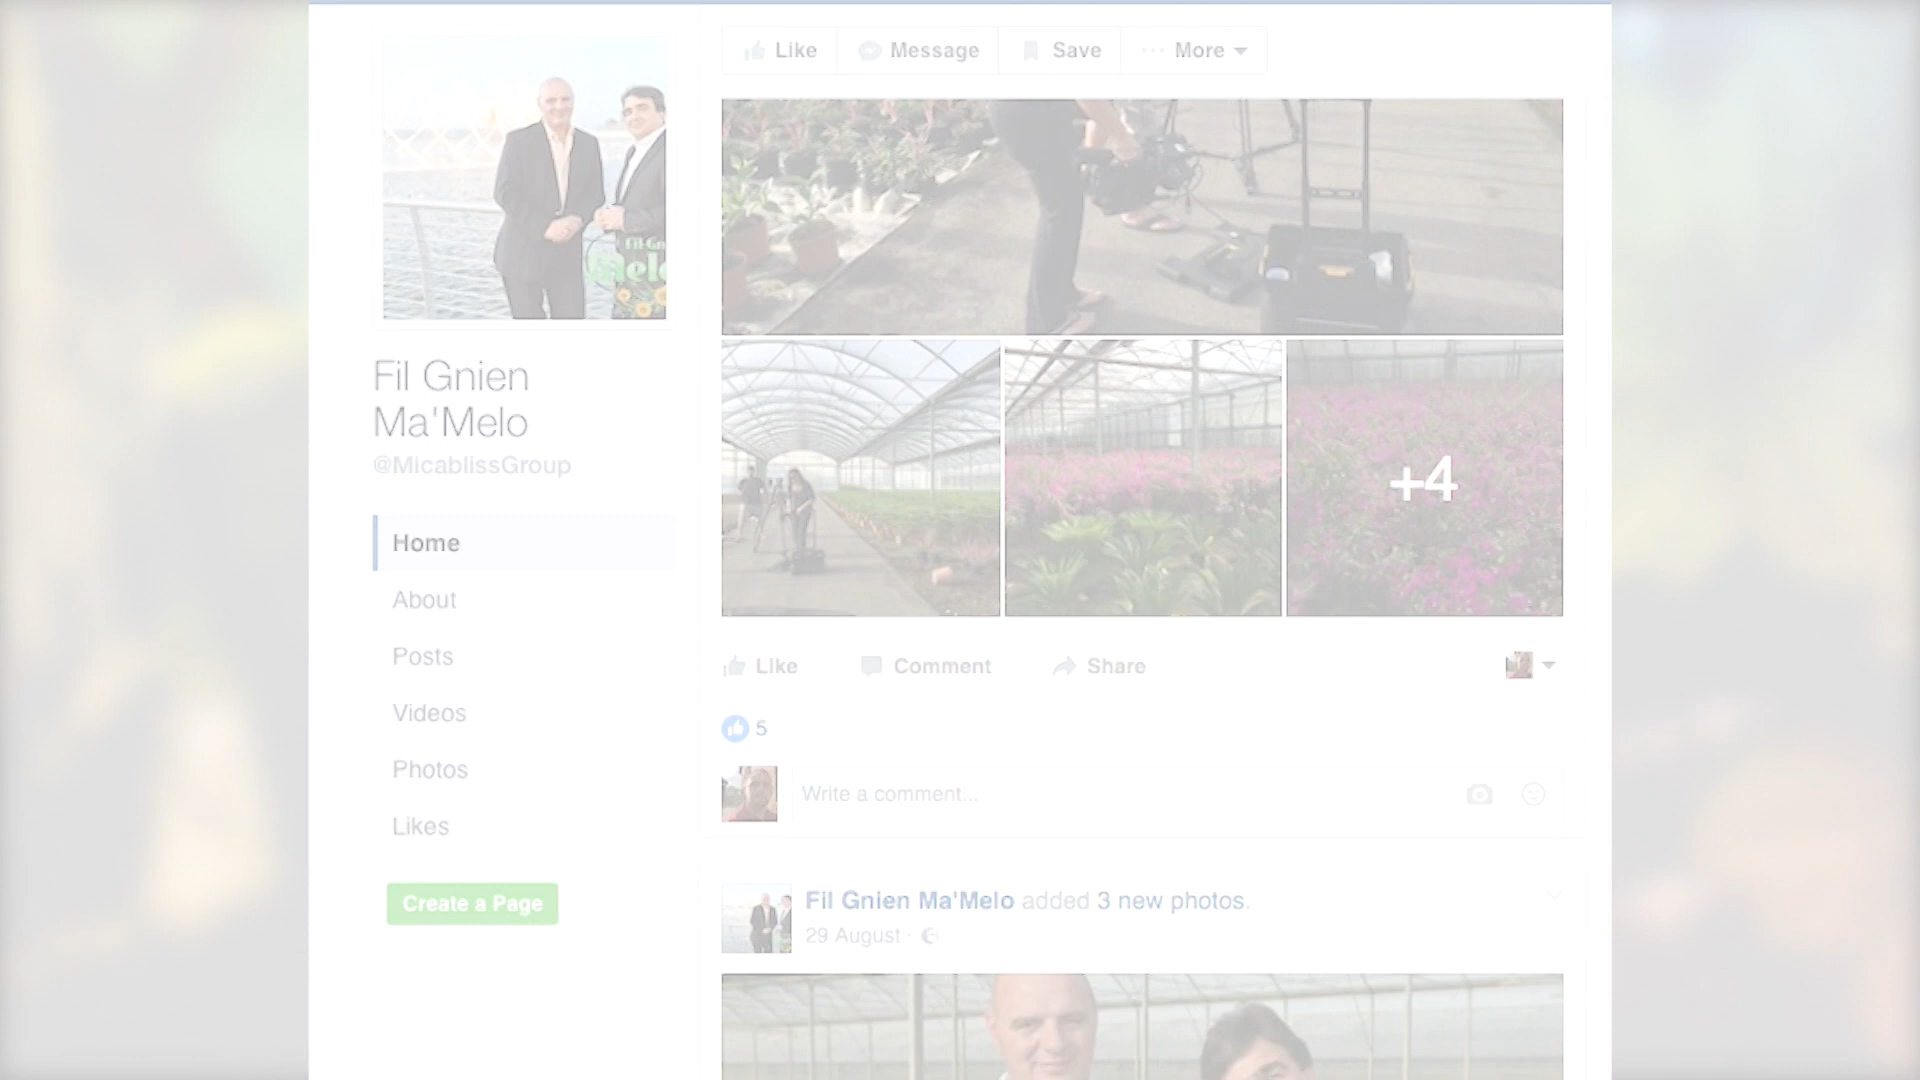 Like
Message
Save
More
Fil Gnien
Ma'Melo
@MicablissGroup
Home
About
Posts
Videos
Photos
Likes
Create a Page
+4
Like
Comment
Share
5
Write a comment...
Fil Gnien Ma'Melo added 3 new photos.
29 August ·